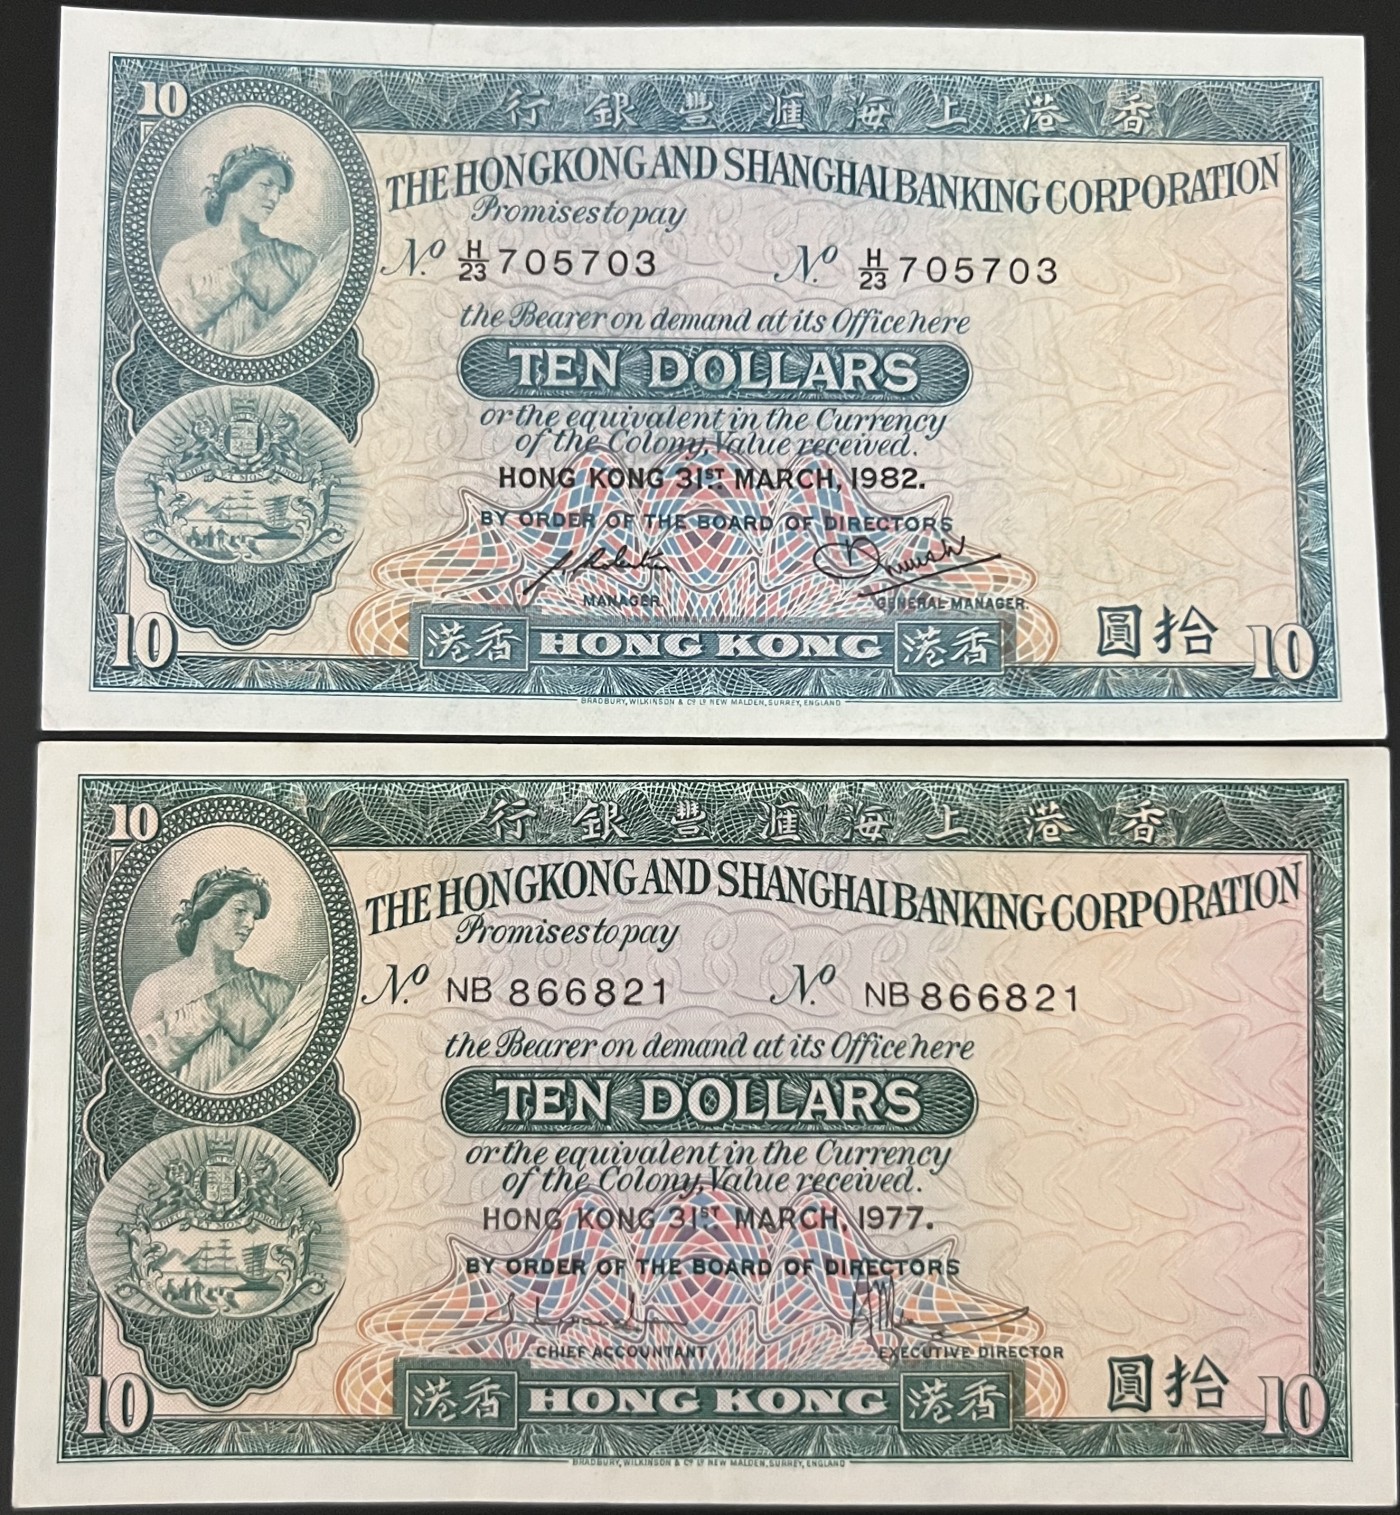 10
行銀豐滙海上港香
THE HONGKONG AND SHANGHAI BANKING CORPORATION
Promises to pay
No. H/23 705703 No. H/23 705703
the Bearer on demand at its Office here
TEN DOLLARS
or the equivalent in the Currency
of the Colony, Value received.
HONG KONG 31ST MARCH, 1982.
BY ORDER OF THE BOARD OF DIRECTORS
MANAGER. GENERAL MANAGER.
10 港香 HONG KONG 港香 圓拾 10
BRADBURY, WILKINSON & Co. Ld. NEW MALDEN, SURREY, ENGLAND
10
行銀豐滙海上港香
THE HONGKONG AND SHANGHAI BANKING CORPORATION
Promises to pay
No. NB 866821 No. NB 866821
the Bearer on demand at its Office here
TEN DOLLARS
or the equivalent in the Currency
of the Colony, Value received.
HONG KONG 31ST MARCH, 1977.
BY ORDER OF THE BOARD OF DIRECTORS
CHIEF ACCOUNTANT EXECUTIVE DIRECTOR
10 港香 HONG KONG 港香 圓拾 10
BRADBURY, WILKINSON & Co. Ld. NEW MALDEN, SURREY, ENGLAND